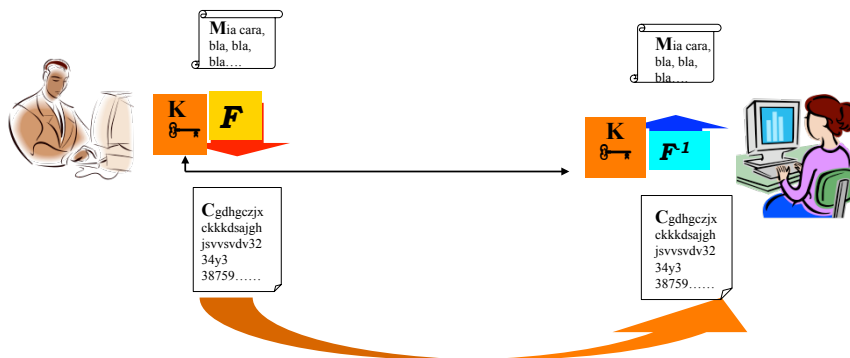 Mia cara,
bla, bla,
bla….
Mia cara,
bla, bla, bla,
bla….
K
F
K
F-1
Cgdhgczjx
ckkkdsajgh
jsvvsvdv32
34y3
38759……
Cgdhgczjx
ckkkdsajgh
jsvvsvdv32
34y3
38759……